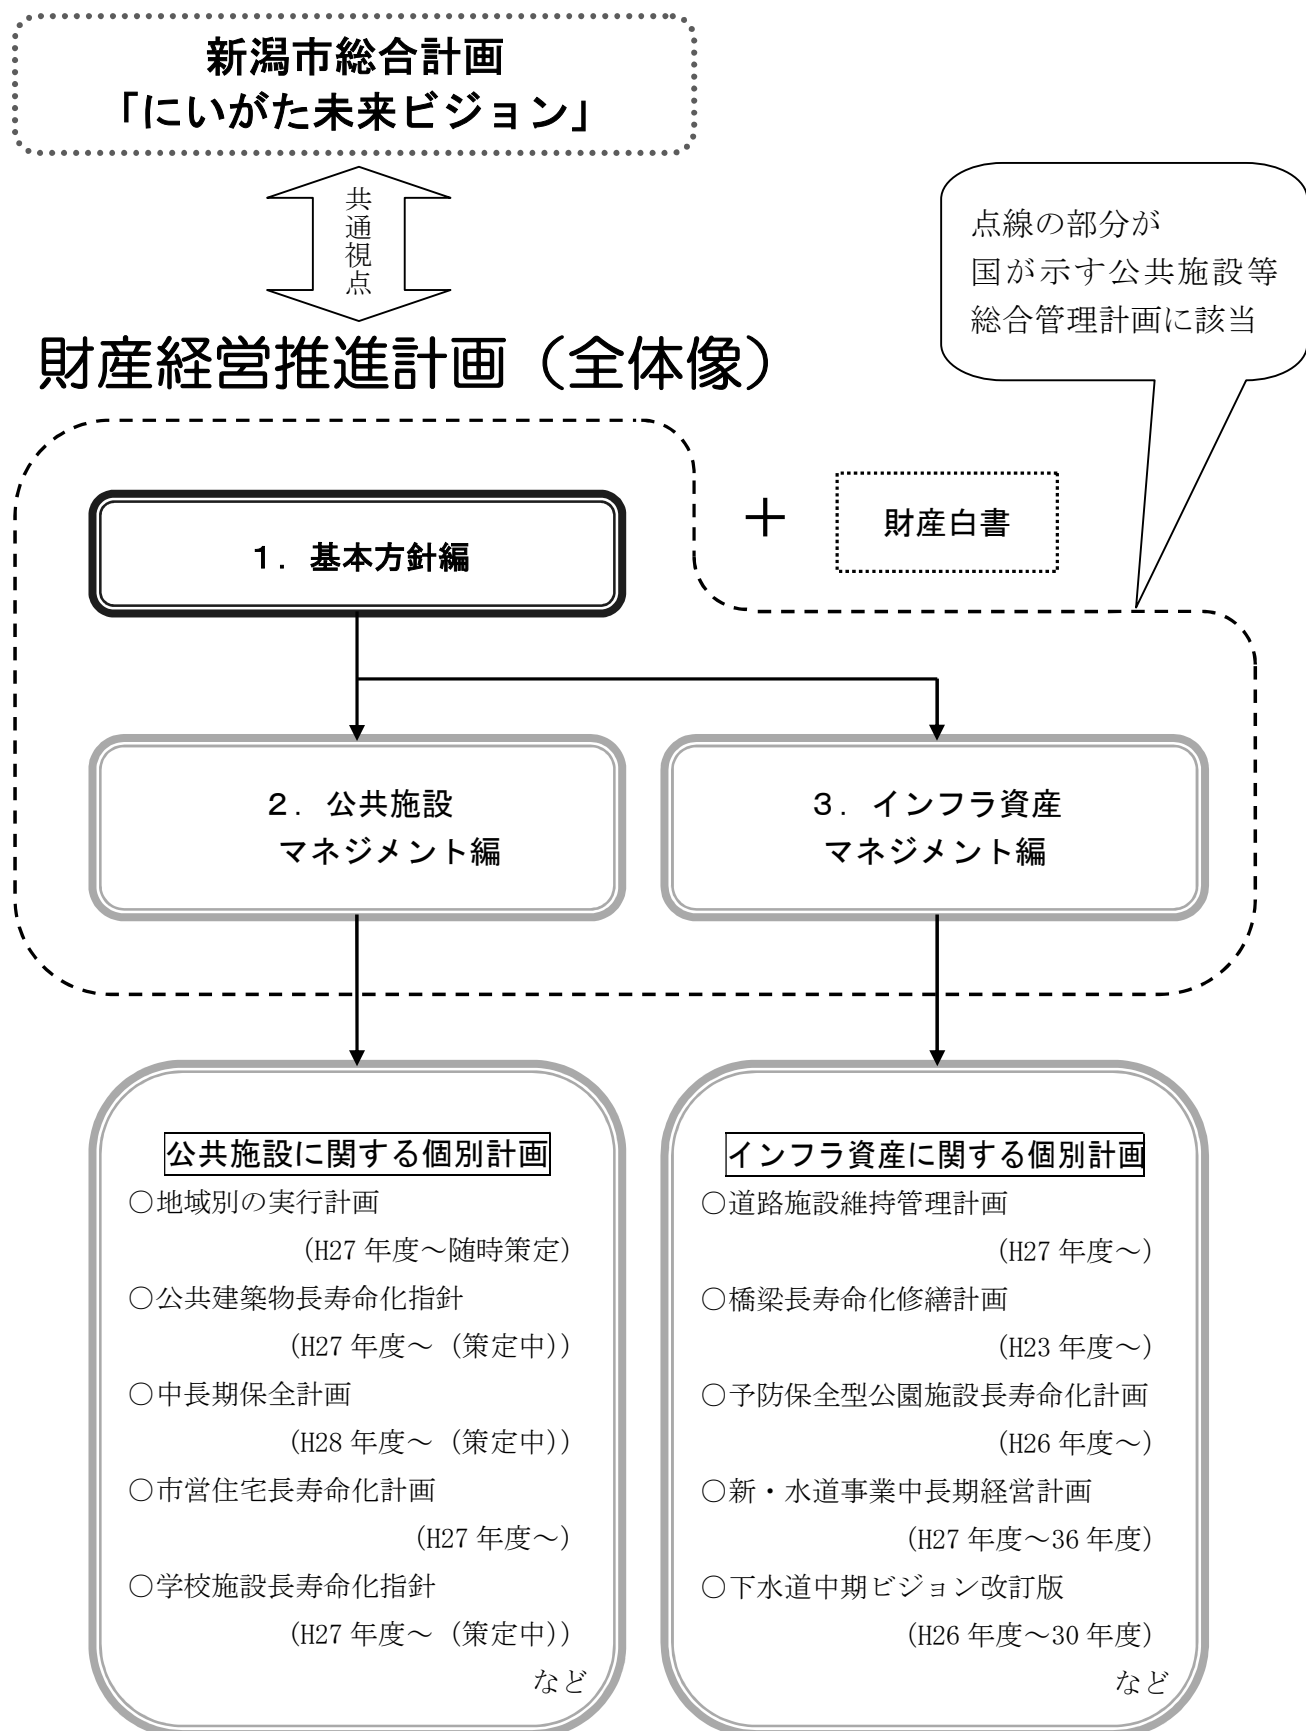 新潟市総合計画
「にいがた未来ビジョン」
共通視点
点線の部分が
国が示す公共施設等
総合管理計画に該当
財産経営推進計画（全体像）
１．基本方針編
＋
財産白書
２．公共施設
マネジメント編
３．インフラ資産
マネジメント編
公共施設に関する個別計画
○地域別の実行計画
（H27 年度～随時策定）
○公共建築物長寿命化指針
（H27 年度～（策定中））
○中長期保全計画
（H28 年度～（策定中））
○市営住宅長寿命化計画
（H27 年度～）
○学校施設長寿命化指針
（H27 年度～（策定中））
など
インフラ資産に関する個別計画
○道路施設維持管理計画
（H27 年度～）
○橋梁長寿命化修繕計画
（H23 年度～）
○予防保全型公園施設長寿命化計画
（H26 年度～）
○新・水道事業中長期経営計画
（H27 年度～36 年度）
○下水道中期ビジョン改訂版
（H26 年度～30 年度）
など